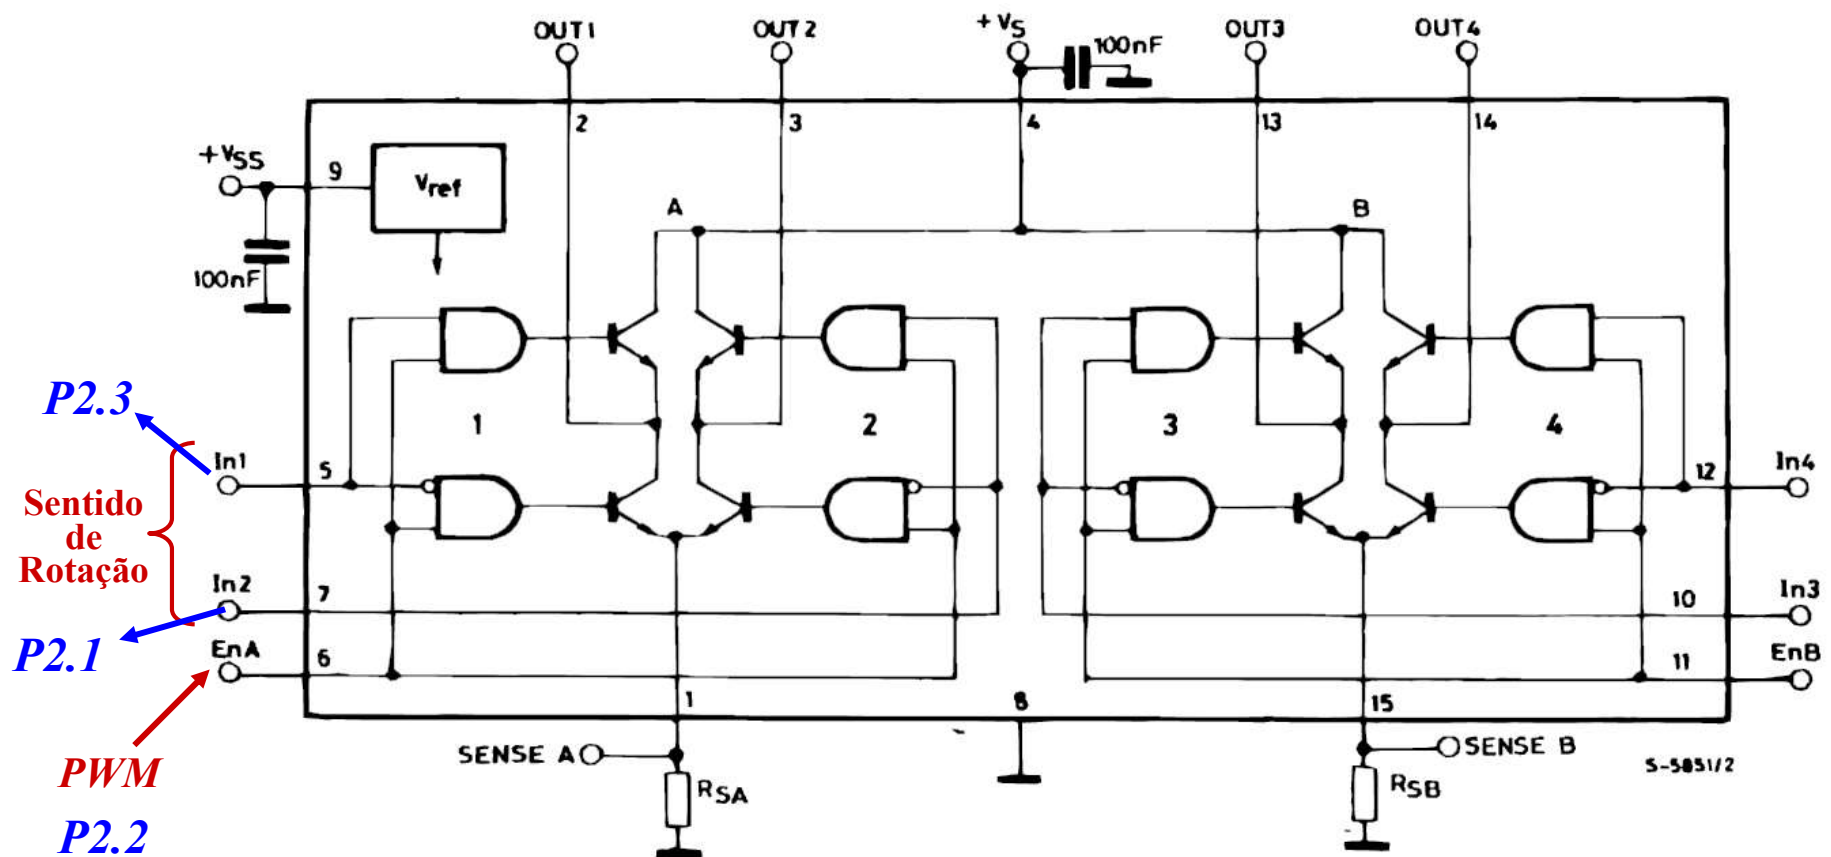 OUT1
OUT2
+VS
100nF
OUT3
OUT4
2
3
4
13
14
+VSS
9
Vref
A
B
100nF
P2.3
1
2
3
4
In1
5
12
In4
Sentido
de
Rotação
In2
7
10
In3
P2.1
EnA
6
11
EnB
1
8
15
SENSE A
SENSE B
PWM
RSA
RSB
S-5851/2
P2.2